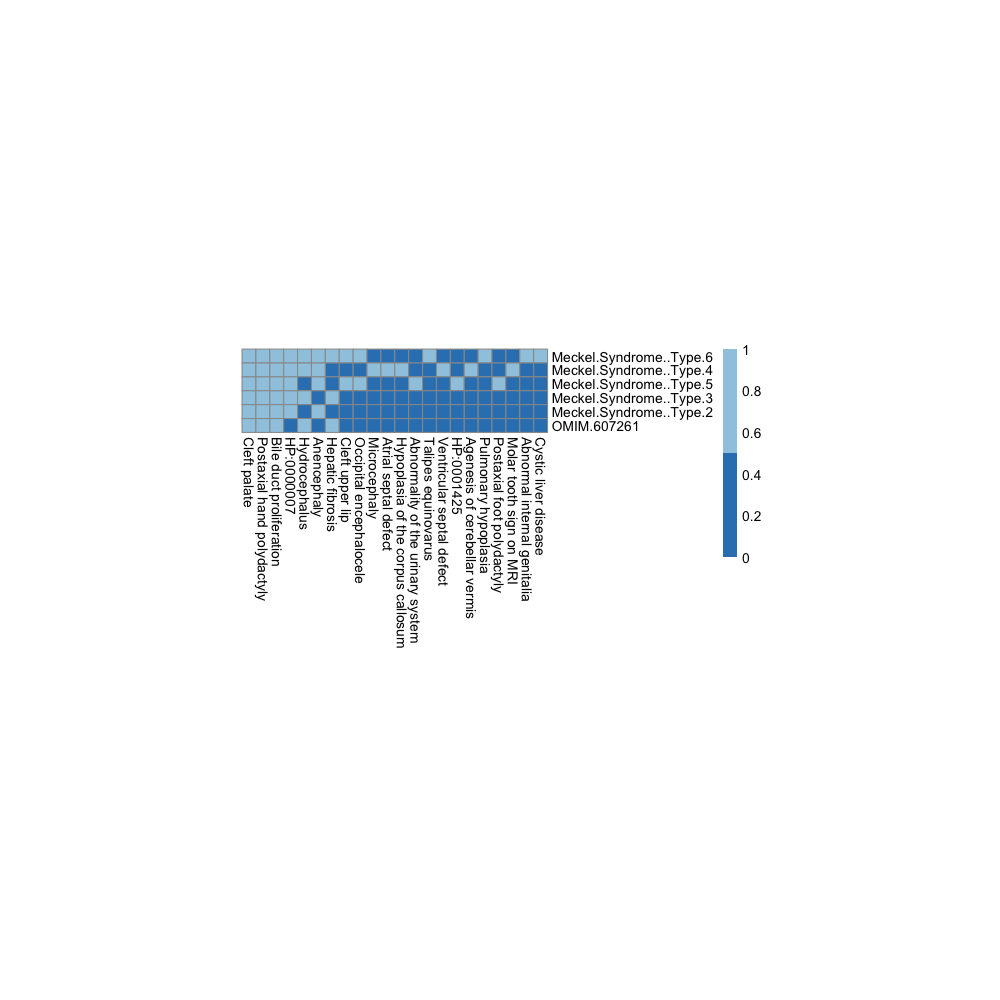 Meckel.Syndrome..Type.6
Meckel.Syndrome..Type.4
Meckel.Syndrome..Type.5
Meckel.Syndrome..Type.3
Meckel.Syndrome..Type.2
OMIM.607261
Cleft palate
Postaxial hand polydactyly
Bile duct proliferation
HP:0000007
Hydrocephalus
Anencephaly
Hepatic fibrosis
Cleft upper lip
Occipital encephalocele
Microcephaly
Atrial septal defect
Hypoplasia of the corpus callosum
Abnormality of the urinary system
Talipes equinovarus
Ventricular septal defect
HP:0001425
Agenesis of cerebellar vermis
Pulmonary hypoplasia
Postaxial foot polydactyly
Molar tooth sign on MRI
Abnormal internal genitalia
Cystic liver disease
1
0.8
0.6
0.4
0.2
0